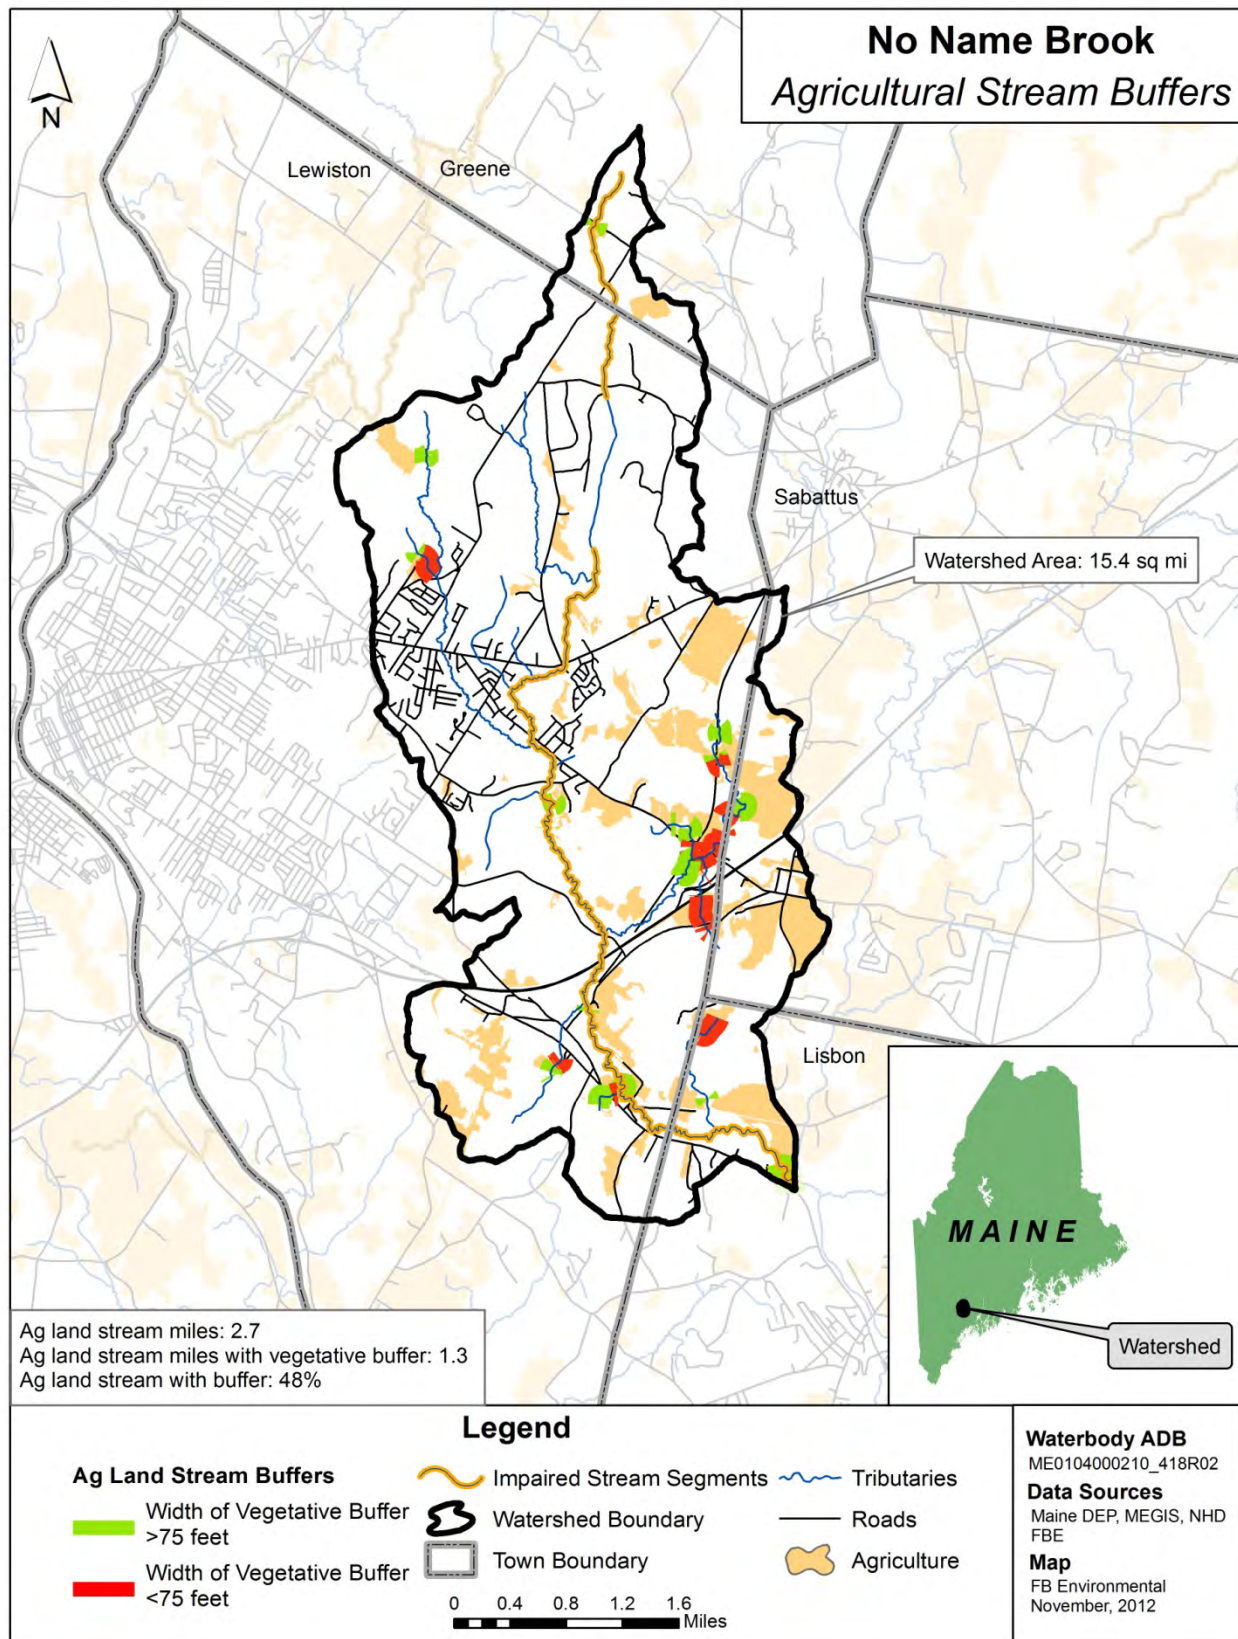 No Name Brook
Agricultural Stream Buffers
N
Lewiston
Greene
Sabattus
Watershed Area: 15.4 sq mi
Lisbon
MAINE
Watershed
Ag land stream miles: 2.7
Ag land stream miles with vegetative buffer: 1.3
Ag land stream with buffer: 48%
Legend
Ag Land Stream Buffers
Width of Vegetative Buffer
>75 feet
Width of Vegetative Buffer
<75 feet
Impaired Stream Segments
Watershed Boundary
Town Boundary
Tributaries
Roads
Agriculture
0 0.4 0.8 1.2 1.6
Miles
Waterbody ADB
ME0104000210_418R02
Data Sources
Maine DEP, MEGIS, NHD
FBE
Map
FB Environmental
November, 2012